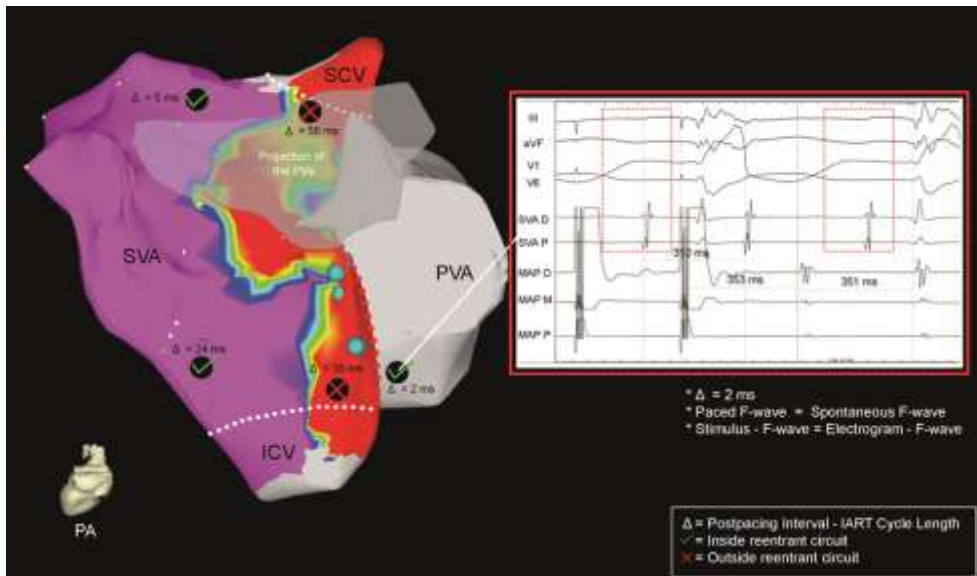 SCV
Δ = 5 ms
Δ = 58 ms
Projection of
the PVs
SVA
PVA
Δ = 24 ms
Δ = 2 ms
ICV
PA
III
aVF
V1
V6
SVA D
SVA P
MAP D
MAP M
MAP P
353 ms
351 ms
* Δ = 2 ms
* Paced F-wave = Spontaneous F-wave
* Stimulus - F-wave = Electrogram - F-wave
Δ = Postpacing Interval - IART Cycle Length
✓ = Inside reentrant circuit
✕ = Outside reentrant circuit